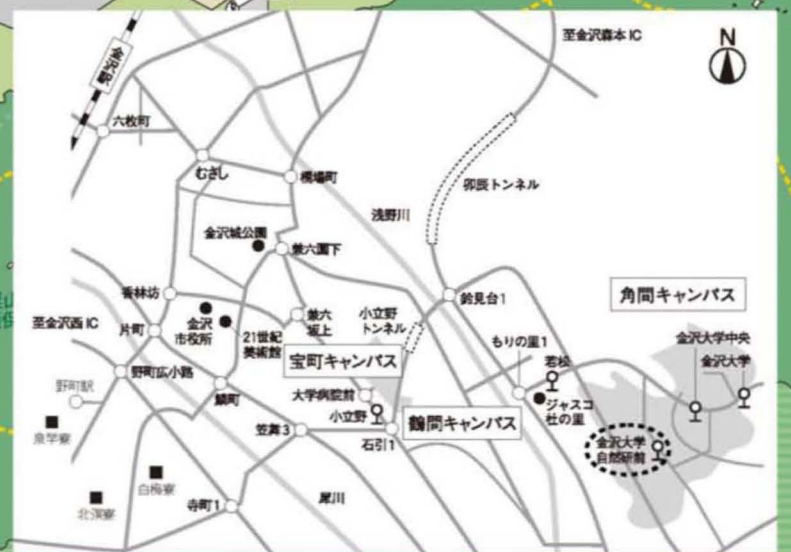 N
至金沢森本IC
金沢駅
六枚町
むさし
橋場町
卯辰トンネル
浅野川
金沢城公園
兼六園下
香林坊
鈴見台1
角間キャンパス
兼六
坂上
小立野
トンネル
至金沢西IC
片町
金沢
市役所
21世紀
美術館
もりの里1
金沢大学中央
金沢大学
若松
宝町キャンパス
野町広小路
野町駅
鱗町
大学病院前
小立野
鶴間キャンパス
ジャスコ
杜の里
泉学寮
笠舞3
石引1
金沢大学
自然研前
白梅寮
北溟寮
寺町1
犀川